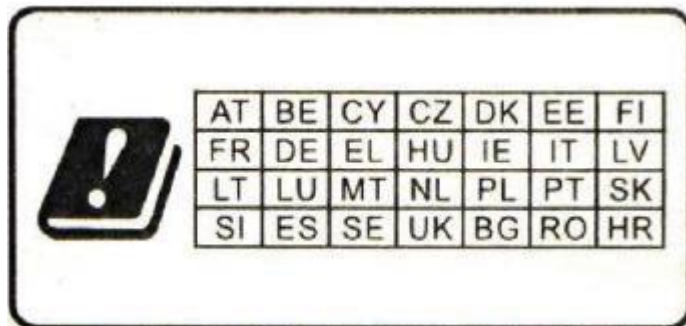 AT BE CY CZ DK EE FI
FR DE EL HU IE IT LV
LT LU MT NL PL PT SK
SI ES SE UK BG RO HR